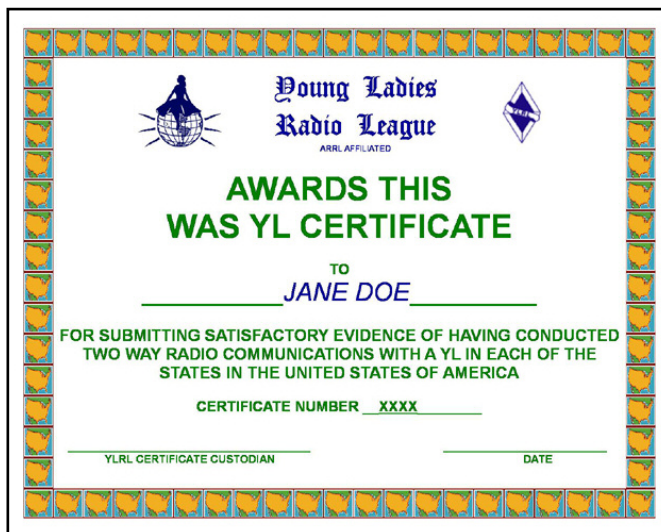 Young Ladies
Radio League
ARRL AFFILIATED
YLRL
AWARDS THIS
WAS YL CERTIFICATE
TO
JANE DOE
FOR SUBMITTING SATISFACTORY EVIDENCE OF HAVING CONDUCTED
TWO WAY RADIO COMMUNICATIONS WITH A YL IN EACH OF THE
STATES IN THE UNITED STATES OF AMERICA
CERTIFICATE NUMBER XXXX
YLRL CERTIFICATE CUSTODIAN DATE